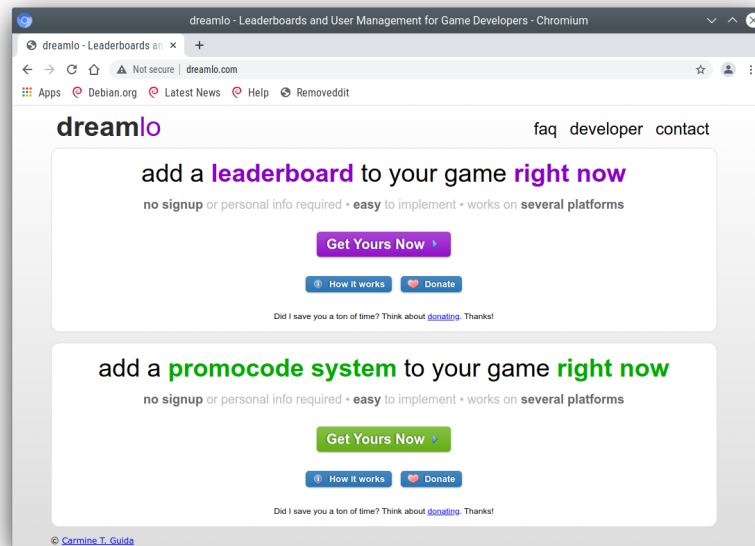 dreamlo - Leaderboards and User Management for Game Developers - Chromium
dreamlo - Leaderboards an
Not secure | dreamlo.com
Apps Debian.org Latest News Help Removeddit
dreamlo faq developer contact
add a leaderboard to your game right now
no signup or personal info required • easy to implement • works on several platforms
Get Yours Now
How it works Donate
Did I save you a ton of time? Think about donating. Thanks!
add a promocode system to your game right now
no signup or personal info required • easy to implement • works on several platforms
Get Yours Now
How it works Donate
Did I save you a ton of time? Think about donating. Thanks!
© Carmine T. Guida